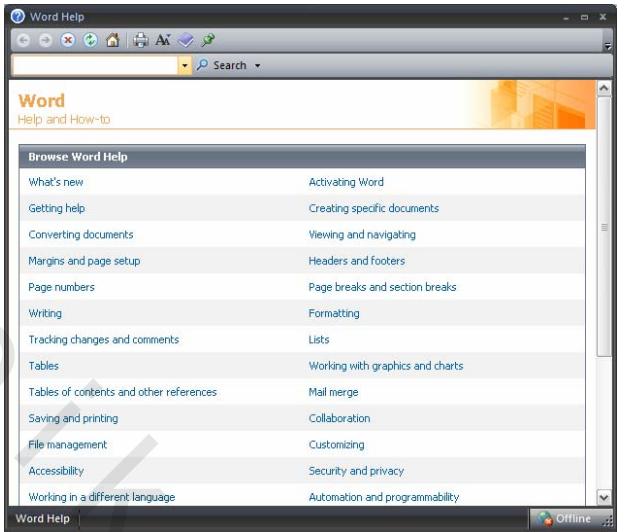 Word Help
Search
Word
Help and How-to
Browse Word Help
What's new Activating Word
Getting help Creating specific documents
Converting documents Viewing and navigating
Margins and page setup Headers and footers
Page numbers Page breaks and section breaks
Writing Formatting
Tracking changes and comments Lists
Tables Working with graphics and charts
Tables of contents and other references Mail merge
Saving and printing Collaboration
File management Customizing
Accessibility Security and privacy
Working in a different language Automation and programmability
Word Help Offline